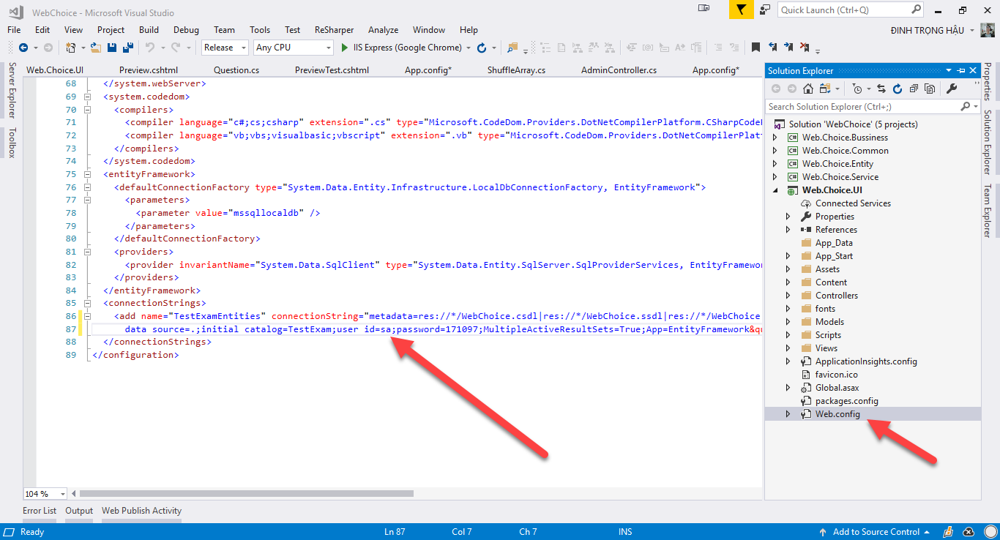 WebChoice - Microsoft Visual Studio
Quick Launch (Ctrl+Q)
File Edit View Project Build Debug Team Tools Test ReSharper Analyze Window Help
ĐINH TRỌNG HẬU
Release Any CPU IIS Express (Google Chrome)
Web.Choice.UI Preview.cshtml Question.cs PreviewTest.cshtml App.config* ShuffleArray.cs AdminController.cs App.config*
Server Explorer
Toolbox
68 </system.webServer>
69 <system.codedom>
70 <compilers>
71 <compiler language="c#;cs;csharp" extension=".cs" type="Microsoft.CodeDom.Providers.DotNetCompilerPlatform.CSharpCodeP
72 <compiler language="vb;vbs;visualbasic;vbscript" extension=".vb" type="Microsoft.CodeDom.Providers.DotNetCompilerPlatf
73 </compilers>
74 </system.codedom>
75 <entityFramework>
76 <defaultConnectionFactory type="System.Data.Entity.Infrastructure.LocalDbConnectionFactory, EntityFramework">
77 <parameters>
78 <parameter value="mssqllocaldb" />
79 </parameters>
80 </defaultConnectionFactory>
81 <providers>
82 <provider invariantName="System.Data.SqlClient" type="System.Data.Entity.SqlServer.SqlProviderServices, EntityFramewor
83 </providers>
84 </entityFramework>
85 <connectionStrings>
86 <add name="TestExamEntities" connectionString="metadata=res://*/WebChoice.csdl|res://*/WebChoice.ssdl|res://*/WebChoice
87 data source=.;initial catalog=TestExam;user id=sa;password=171097;MultipleActiveResultSets=True;App=EntityFramework&qu
88 </connectionStrings>
89 </configuration>
104 %
Solution Explorer
Search Solution Explorer (Ctrl+;)
Solution 'WebChoice' (5 projects)
C# Web.Choice.Bussiness
C# Web.Choice.Common
C# Web.Choice.Entity
C# Web.Choice.Service
Web.Choice.UI
Connected Services
Properties
References
App_Data
App_Start
Assets
Content
Controllers
fonts
Models
Scripts
Views
ApplicationInsights.config
favicon.ico
Global.asax
packages.config
Web.config
Properties
Solution Explorer
Team Explorer
Error List Output Web Publish Activity
Ready Ln 87 Col 7 Ch 7 INS Add to Source Control